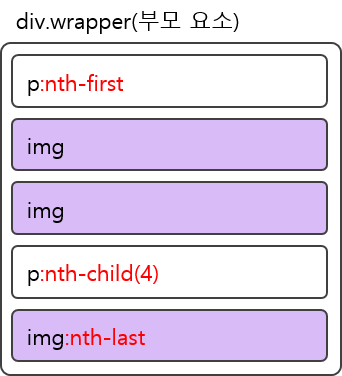 div.wrapper(부모 요소)
p:nth-first
img
img
p:nth-child(4)
img:nth-last